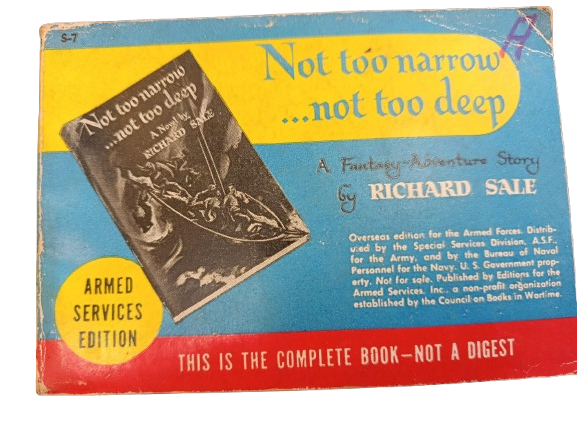 S-7
Not too narrow
...not too deep
Not too narrow
...not too deep
A Novel by
RICHARD SALE
A Fantasy-Adventure Story
by RICHARD SALE
Overseas edition for the Armed Forces. Distrib-
uted by the Special Services Division, A.S.F.,
for the Army, and by the Bureau of Naval
Personnel for the Navy. U. S. Government prop-
erty. Not for sale. Published by Editions for the
Armed Services, Inc., a non-profit organization
established by the Council on Books in Wartime.
ARMED
SERVICES
EDITION
THIS IS THE COMPLETE BOOK—NOT A DIGEST